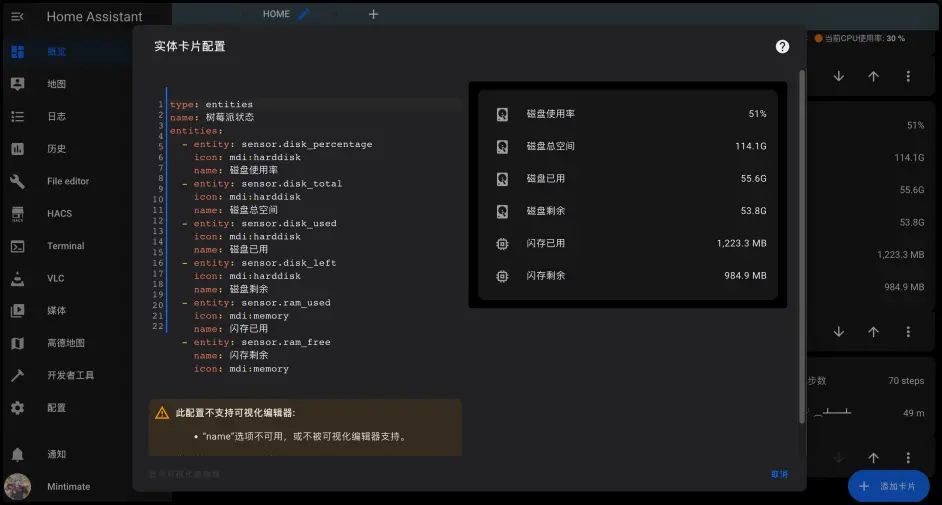 Home Assistant
HOME
当前CPU使用率: 30 %
概览
地图
日志
历史
File editor
HACS
HACS
Terminal
VLC
媒体
高德地图
开发者工具
配置
通知
Mintimate
实体卡片配置
?
1 type: entities
2 name: 树莓派状态
3 entities:
4 - entity: sensor.disk_percentage
5 icon: mdi:harddisk
6 name: 磁盘使用率
7 - entity: sensor.disk_total
8 icon: mdi:harddisk
9 name: 磁盘总空间
10 - entity: sensor.disk_used
11 icon: mdi:harddisk
12 name: 磁盘已用
13 - entity: sensor.disk_left
14 icon: mdi:harddisk
15 name: 磁盘剩余
16 - entity: sensor.ram_used
17 icon: mdi:memory
18 name: 闪存已用
19 - entity: sensor.ram_free
20 name: 闪存剩余
21 icon: mdi:memory
22
磁盘使用率 51%
磁盘总空间 114.1G
磁盘已用 55.6G
磁盘剩余 53.8G
闪存已用 1,223.3 MB
闪存剩余 984.9 MB
此配置不支持可视化编辑器:
• "name"选项不可用，或不被可视化编辑器支持。
显示可视化编辑器
取消
51%
114.1G
55.6G
53.8G
1,223.3 MB
984.9 MB
步数 70 steps
49 m
添加卡片